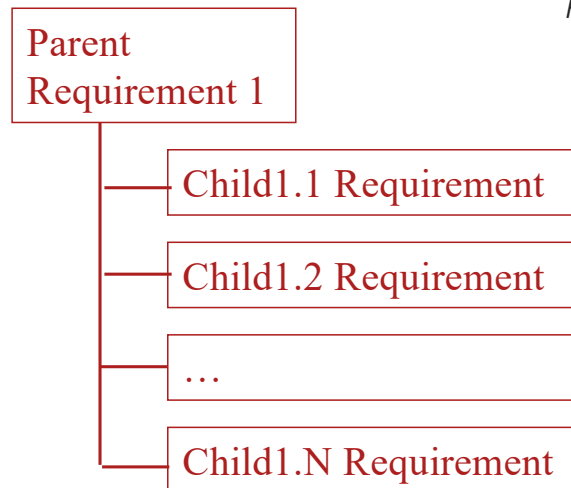 Parent
Requirement 1
Child1.1 Requirement
Child1.2 Requirement
…
Child1.N Requirement